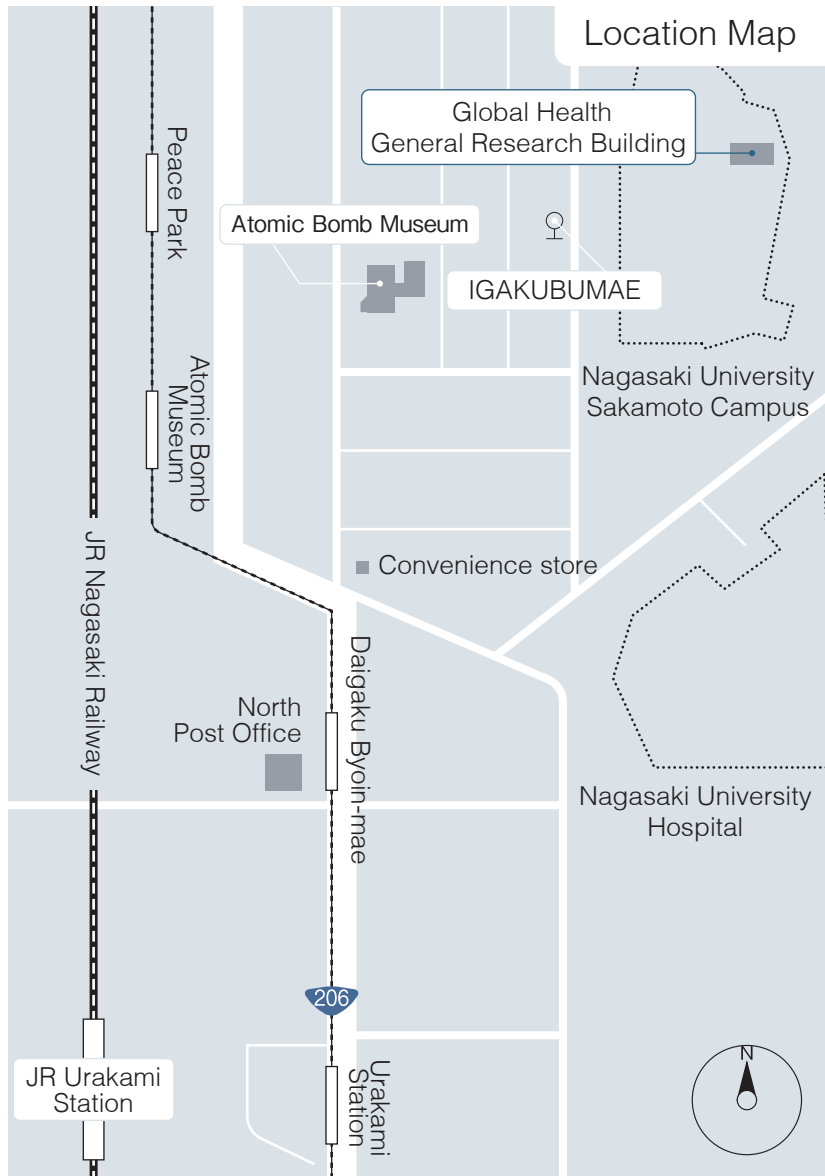 Location Map
Global Health
General Research Building
Peace Park
Atomic Bomb Museum
IGAKUBUMAE
Atomic Bomb
Museum
Nagasaki University
Sakamoto Campus
JR Nagasaki Railway
Convenience store
Daigaku Byoin-mae
North
Post Office
Nagasaki University
Hospital
206
JR Urakami
Station
Urakami
Station
N